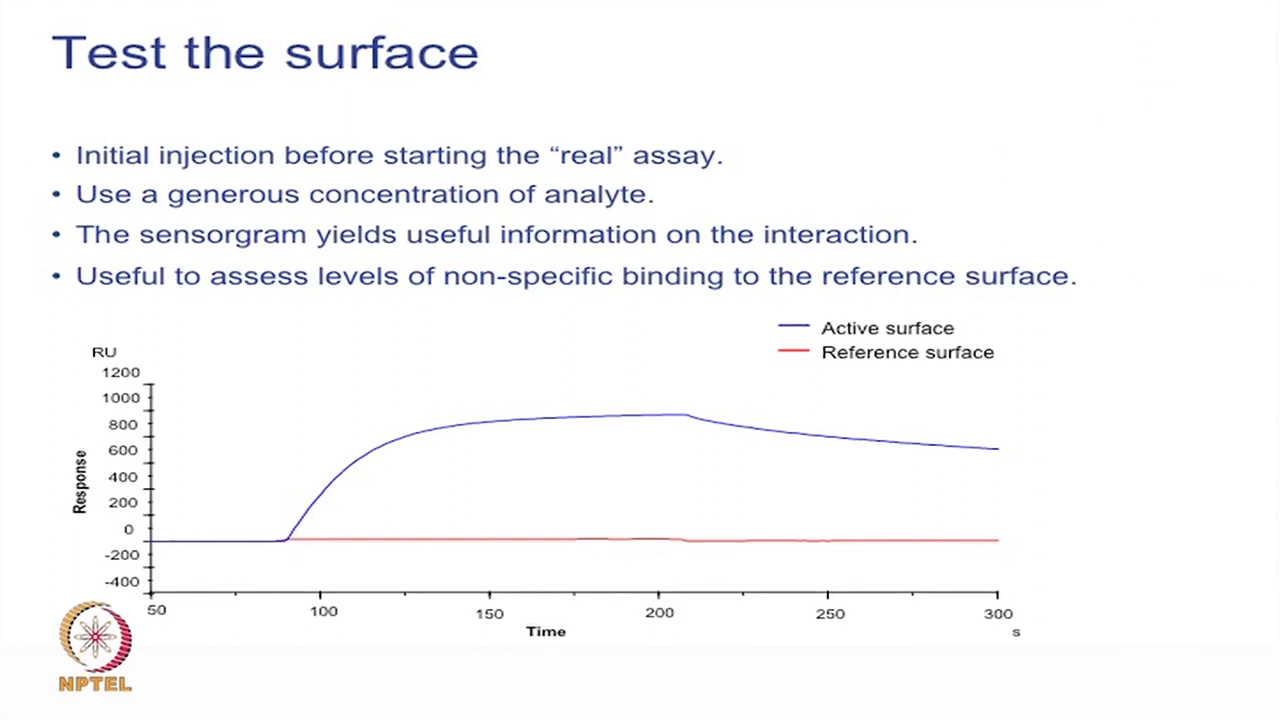 Test the surface
• Initial injection before starting the “real” assay.
• Use a generous concentration of analyte.
• The sensorgram yields useful information on the interaction.
• Useful to assess levels of non-specific binding to the reference surface.
Active surface
Reference surface
RU
1200
1000
800
600
400
200
0
-200
-400
Response
50 100 150 200 250 300
Time
s
NPTEL